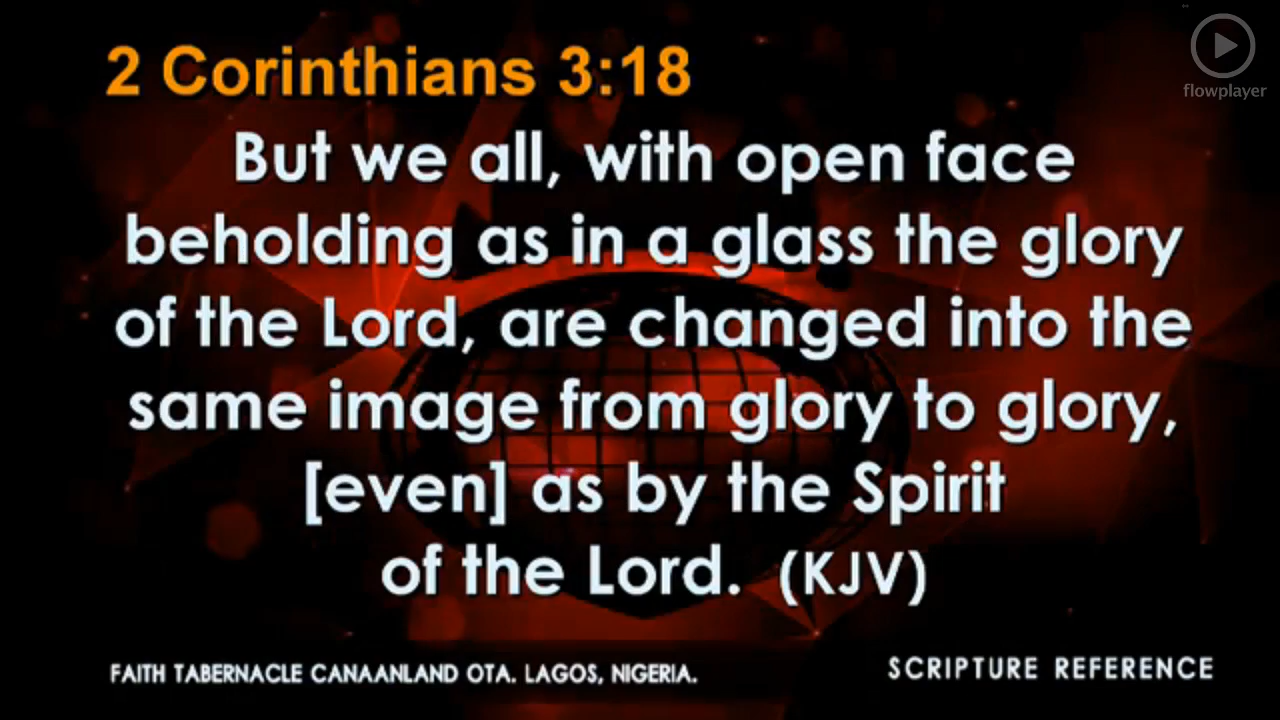 2 Corinthians 3:18
flowplayer
But we all, with open face
beholding as in a glass the glory
of the Lord, are changed into the
same image from glory to glory,
[even] as by the Spirit
of the Lord. (KJV)
FAITH TABERNACLE CANAANLAND OTA. LAGOS, NIGERIA.
SCRIPTURE REFERENCE